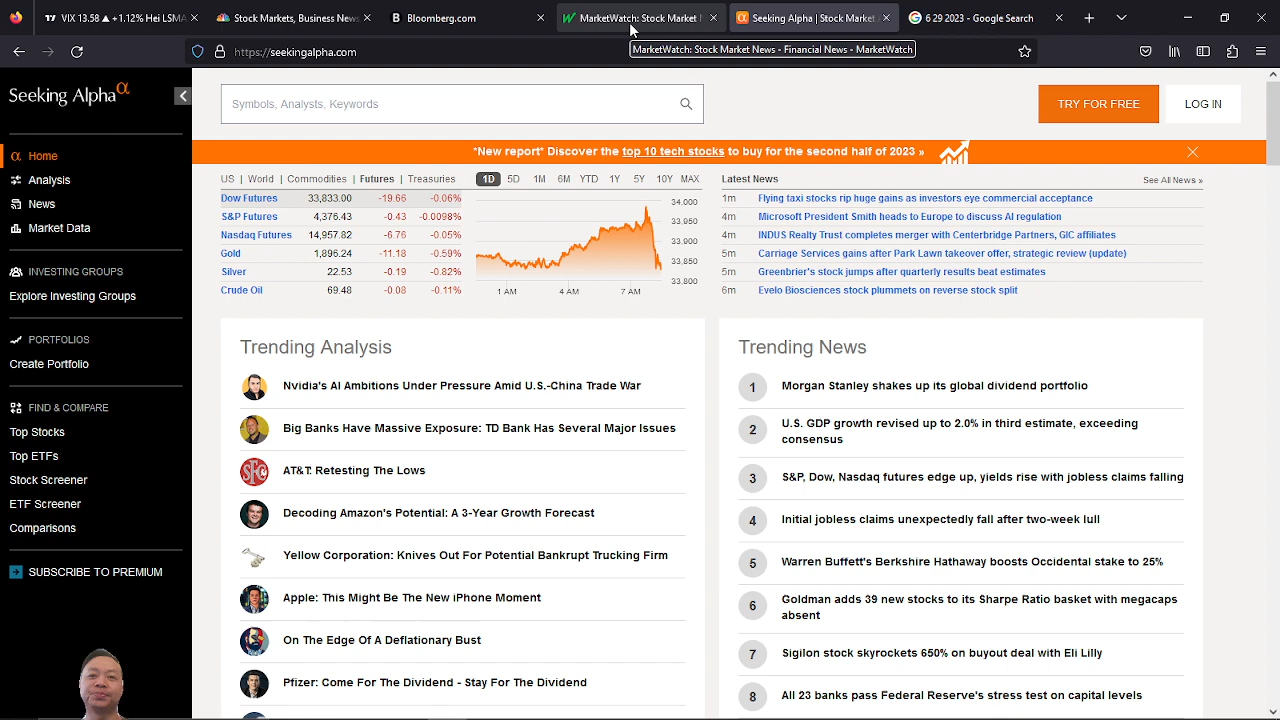 VIX 13.58 ▲ +1.12% Hei LSMA
Stock Markets, Business News
Bloomberg.com
MarketWatch: Stock Market N
Seeking Alpha | Stock Market A
6 29 2023 - Google Search
https://seekingalpha.com
MarketWatch: Stock Market News - Financial News - MarketWatch
Seeking Alpha α
Symbols, Analysts, Keywords
TRY FOR FREE
LOG IN
*New report* Discover the top 10 tech stocks to buy for the second half of 2023 »
Home
Analysis
News
Market Data
INVESTING GROUPS
Explore Investing Groups
PORTFOLIOS
Create Portfolio
FIND & COMPARE
Top Stocks
Top ETFs
Stock Screener
ETF Screener
Comparisons
SUBSCRIBE TO PREMIUM
US | World | Commodities | Futures | Treasuries
Dow Futures 33,833.00 -19.66 -0.06%
S&P Futures 4,376.43 -0.43 -0.0098%
Nasdaq Futures 14,957.82 -6.76 -0.05%
Gold 1,896.24 -11.18 -0.59%
Silver 22.53 -0.19 -0.82%
Crude Oil 69.48 -0.08 -0.11%
1D 5D 1M 6M YTD 1Y 5Y 10Y MAX
34,000
33,950
33,900
33,850
33,800
1 AM 4 AM 7 AM
Latest News See All News »
1m Flying taxi stocks rip huge gains as investors eye commercial acceptance
4m Microsoft President Smith heads to Europe to discuss AI regulation
4m INDUS Realty Trust completes merger with Centerbridge Partners, GIC affiliates
5m Carriage Services gains after Park Lawn takeover offer, strategic review (update)
5m Greenbrier's stock jumps after quarterly results beat estimates
6m Evelo Biosciences stock plummets on reverse stock split
Trending Analysis
Nvidia's AI Ambitions Under Pressure Amid U.S.-China Trade War
Big Banks Have Massive Exposure: TD Bank Has Several Major Issues
SFC
AT&T: Retesting The Lows
Decoding Amazon's Potential: A 3-Year Growth Forecast
Yellow Corporation: Knives Out For Potential Bankrupt Trucking Firm
Apple: This Might Be The New iPhone Moment
On The Edge Of A Deflationary Bust
Pfizer: Come For The Dividend - Stay For The Dividend
Trending News
1 Morgan Stanley shakes up its global dividend portfolio
2 U.S. GDP growth revised up to 2.0% in third estimate, exceeding
consensus
3 S&P, Dow, Nasdaq futures edge up, yields rise with jobless claims falling
4 Initial jobless claims unexpectedly fall after two-week lull
5 Warren Buffett's Berkshire Hathaway boosts Occidental stake to 25%
6 Goldman adds 39 new stocks to its Sharpe Ratio basket with megacaps
absent
7 Sigilon stock skyrockets 650% on buyout deal with Eli Lilly
8 All 23 banks pass Federal Reserve's stress test on capital levels